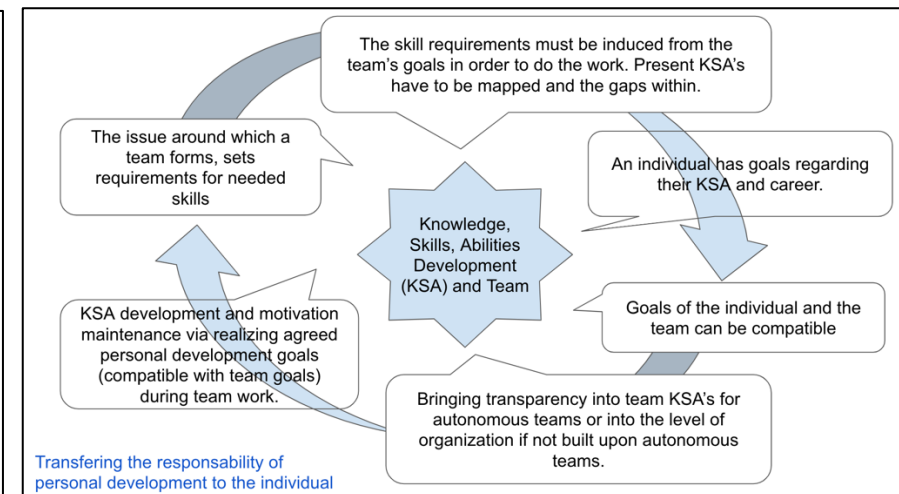 The skill requirements must be induced from the
team's goals in order to do the work. Present KSA's
have to be mapped and the gaps within.
The issue around which a
team forms, sets
requirements for needed
skills
An individual has goals regarding
their KSA and career.
Knowledge,
Skills, Abilities
Development
(KSA) and Team
KSA development and motivation
maintenance via realizing agreed
personal development goals
(compatible with team goals)
during team work.
Goals of the individual and the
team can be compatible
Bringing transparency into team KSA's for
autonomous teams or into the level of
organization if not built upon autonomous
teams.
Transfering the responsability of
personal development to the individual